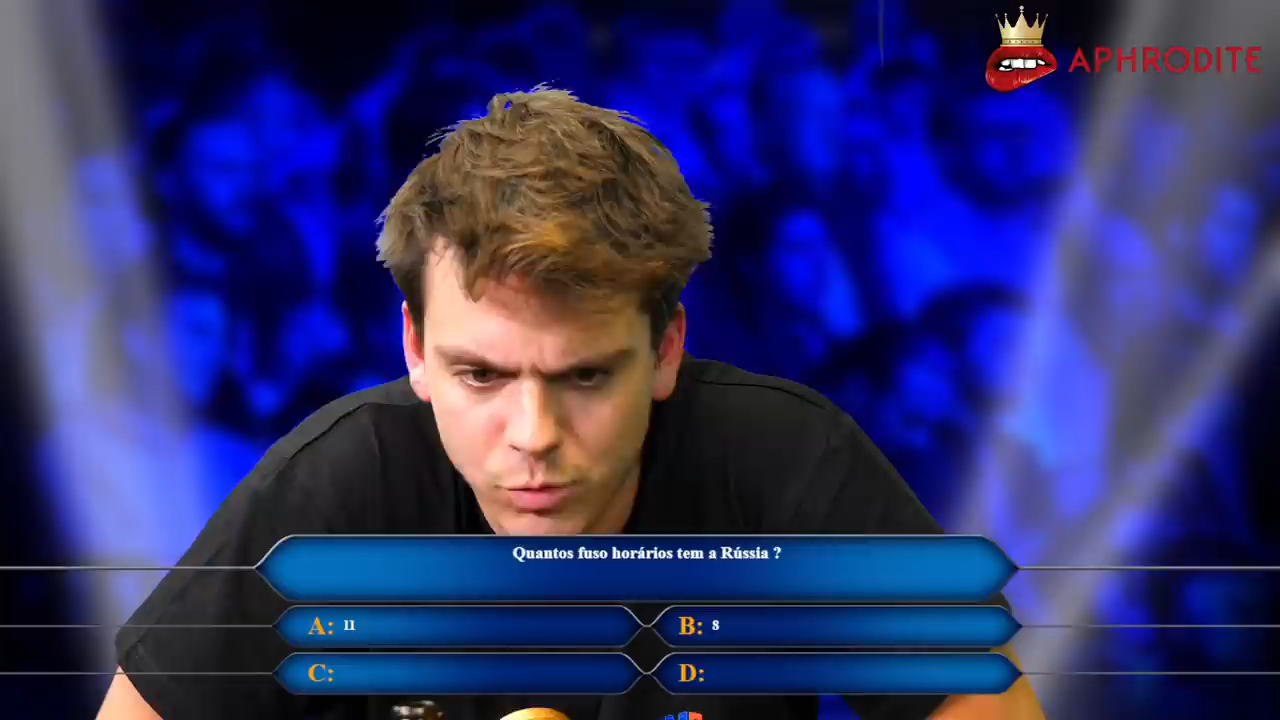 APHRODITE
Quantos fuso horários tem a Rússia ?
A: 11
B: 8
C:
D: